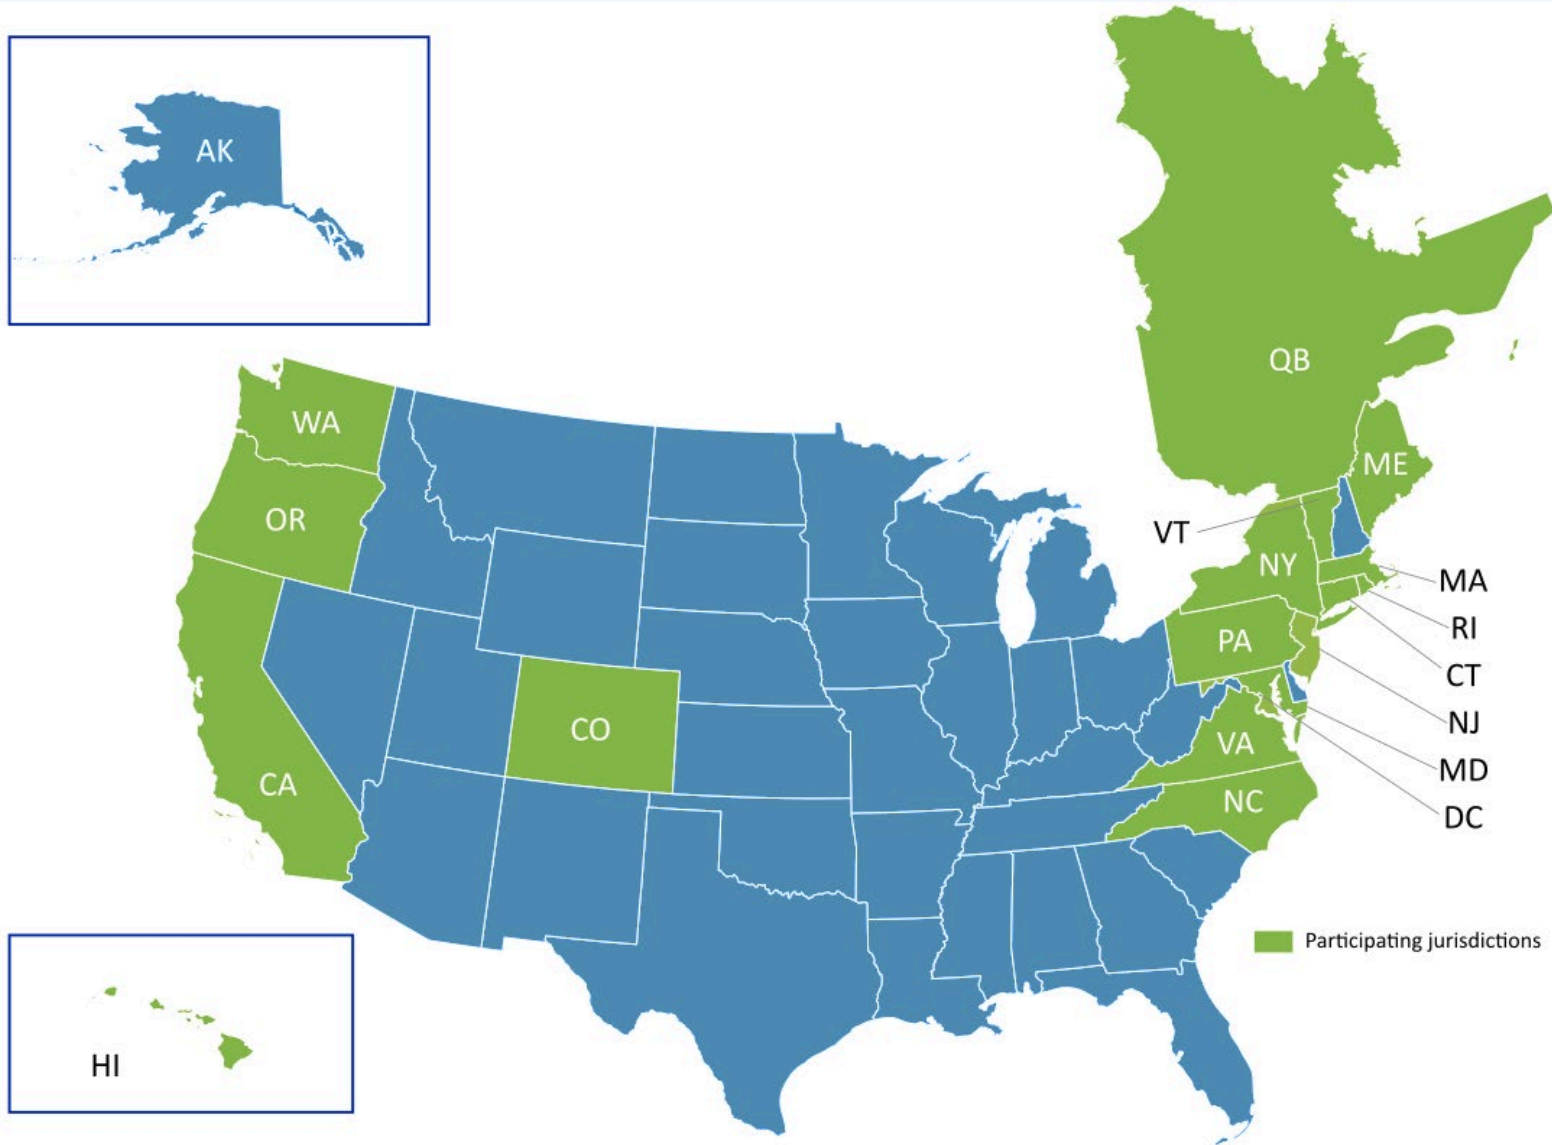 AK
QB
WA
ME
OR
VT
NY
MA
RI
PA
CT
CO
NJ
VA
MD
CA
NC
DC
Participating jurisdictions
HI